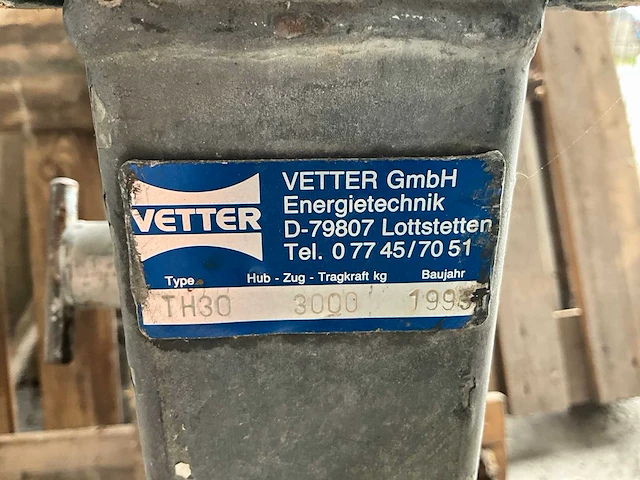 VETTER
VETTER GmbH
Energietechnik
D-79807 Lottstetten
Tel. 0 77 45/70 51
Type Hub - Zug - Tragkraft kg Baujahr
TH30 3000